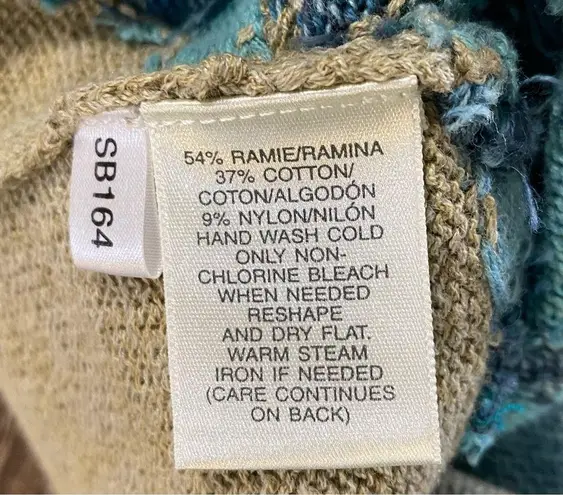 SB164
54% RAMIE/RAMINA
37% COTTON/
COTON/ALGODÓN
9% NYLON/NILÓN
HAND WASH COLD
ONLY NON-
CHLORINE BLEACH
WHEN NEEDED
RESHAPE
AND DRY FLAT.
WARM STEAM
IRON IF NEEDED
(CARE CONTINUES
ON BACK)